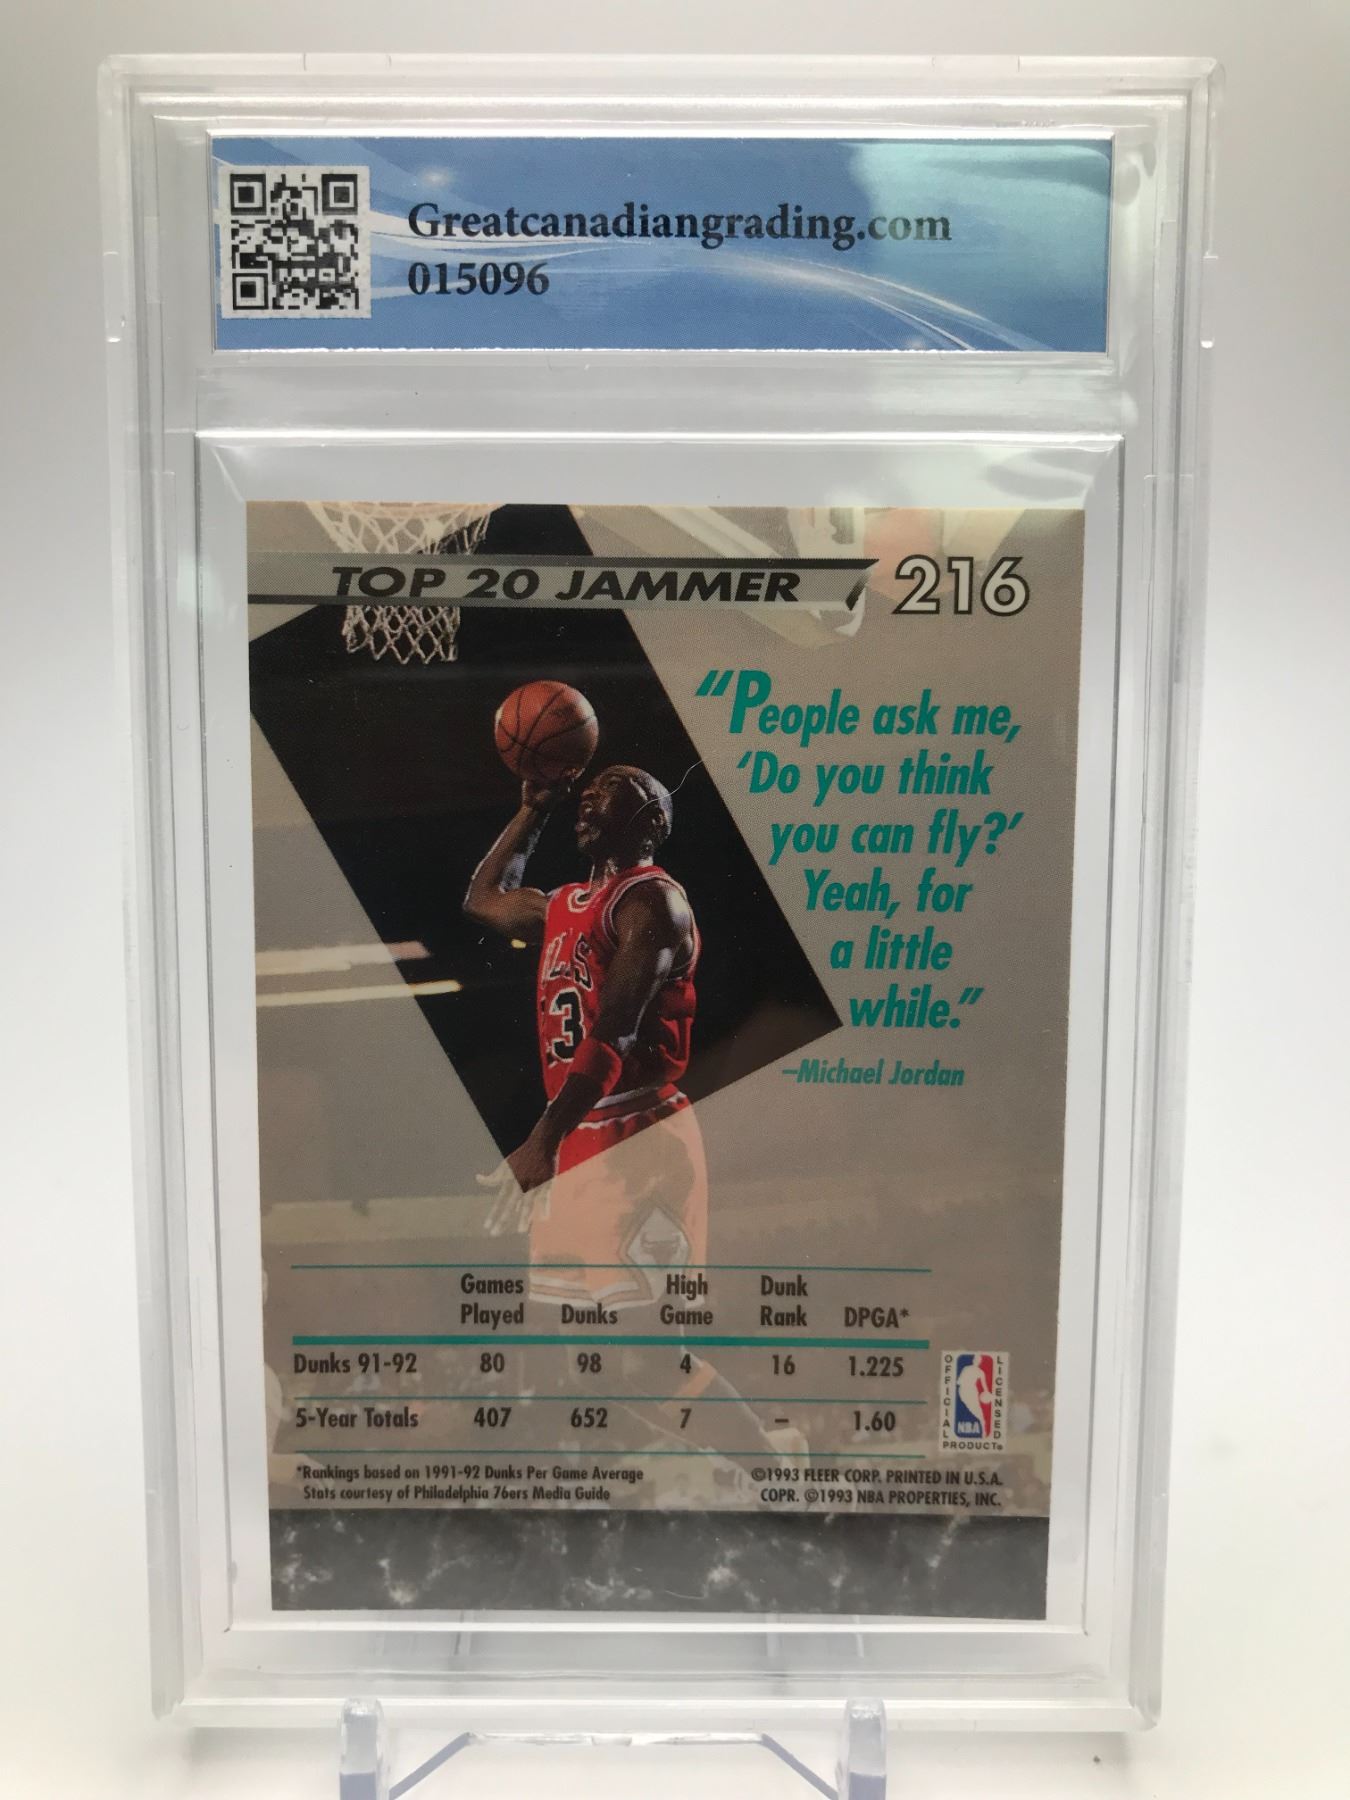 Greatcanadiangrading.com
015096
TOP 20 JAMMER 216
“People ask me,
‘Do you think
you can fly?’
Yeah, for
a little
while.”
–Michael Jordan
Games Played Dunks High Game Dunk Rank DPGA*
Dunks 91-92 80 98 4 16 1.225
5-Year Totals 407 652 7 – 1.60
OFFICIAL LICENSED
NBA
PRODUCT®
*Rankings based on 1991-92 Dunks Per Game Average
Stats courtesy of Philadelphia 76ers Media Guide
©1993 FLEER CORP. PRINTED IN U.S.A.
COPR. ©1993 NBA PROPERTIES, INC.